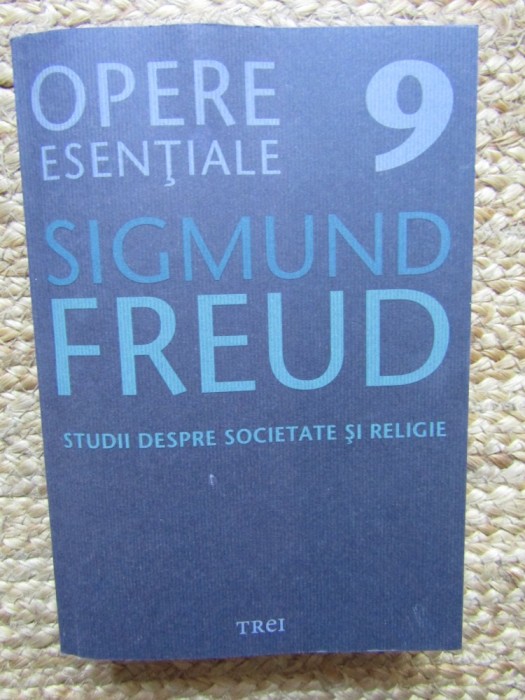 OPERE 9
ESENŢIALE
SIGMUND
FREUD
STUDII DESPRE SOCIETATE ŞI RELIGIE
TREI